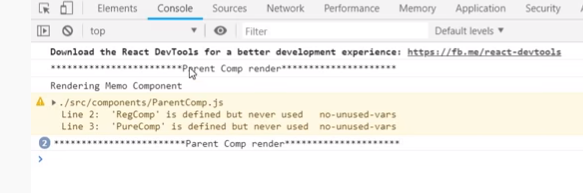 Elements Console Sources Network Performance Memory Application Security
top Filter Default levels ▼
Download the React DevTools for a better development experience: https://fb.me/react-devtools
************************Parent Comp render*********************
Rendering Memo Component
▶./src/components/ParentComp.js
Line 2: 'RegComp' is defined but never used no-unused-vars
Line 3: 'PureComp' is defined but never used no-unused-vars
2 ************************Parent Comp render*********************
>